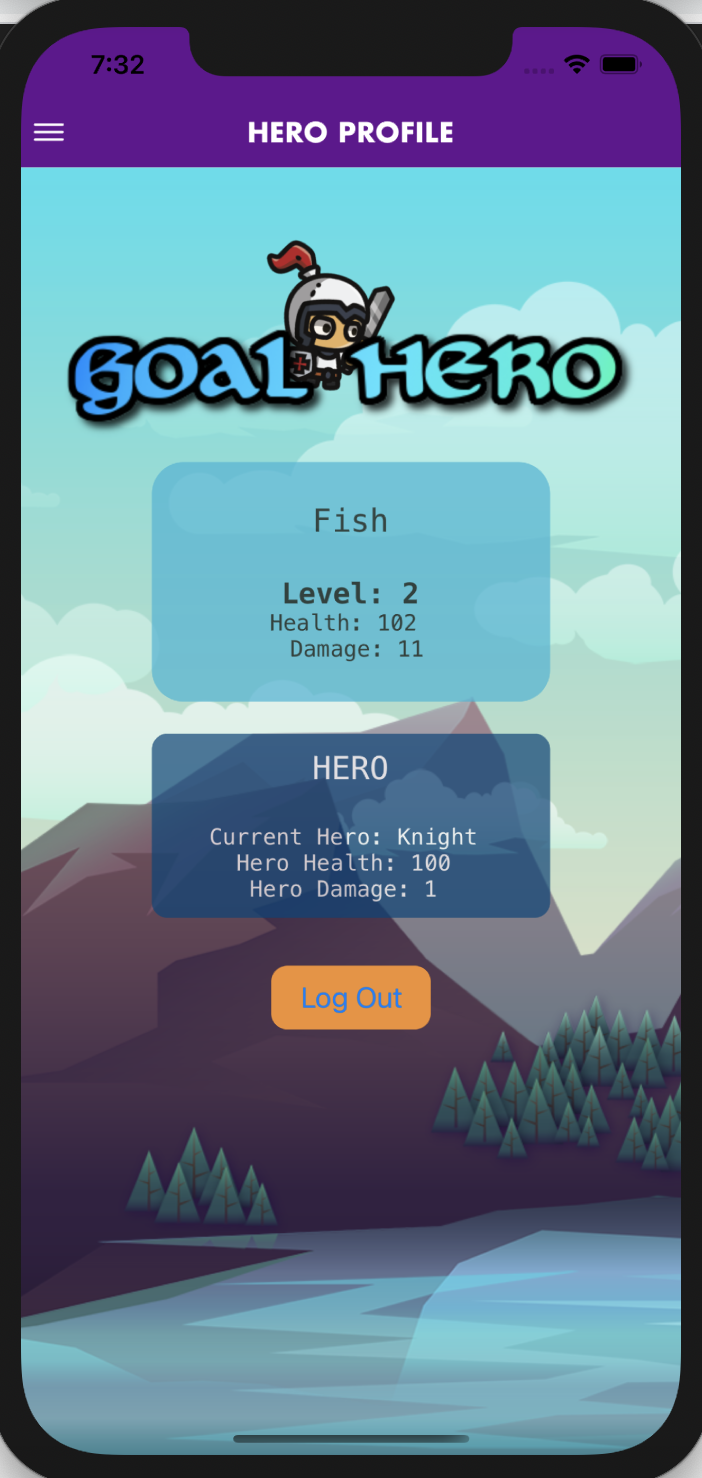 7:32
HERO PROFILE
GOAL HERO
Fish
Level: 2
Health: 102
Damage: 11
HERO
Current Hero: Knight
Hero Health: 100
Hero Damage: 1
Log Out